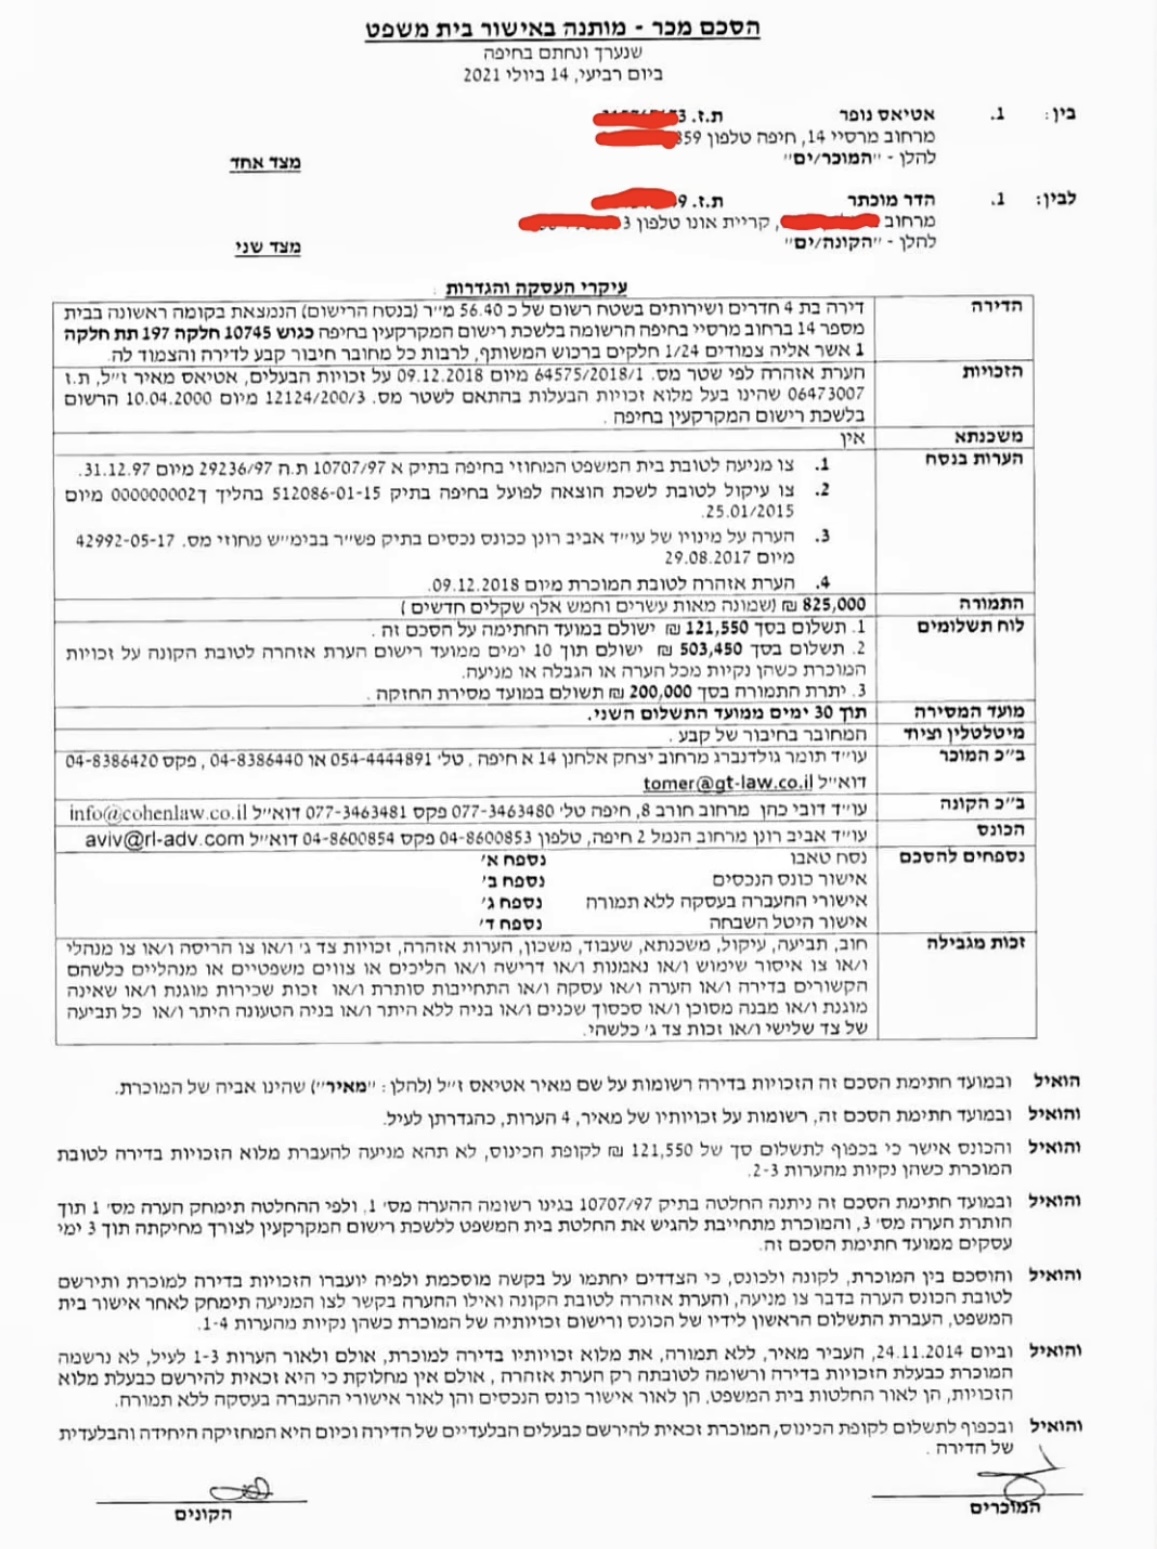 הסכם מכר - מותנה באישור בית משפט
שנערך ונחתם בחיפה
ביום רביעי, 14 ביולי 2021
בין: 1. אטיאס נופר ת.ז. 3
מרחוב מרסיי 14, חיפה טלפון 859
להלן - "המוכר/ים"
מצד אחד
לבין: 1. הדר מוכתר ת.ז. 9
מרחוב , קריית אונו טלפון 3
להלן - "הקונה/ים"
מצד שני
עיקרי העסקה והגדרות :
הדירה דירה בת 4 חדרים ושירותים בשטח רשום של כ 56.40 מ"ר (בנסח הרישום) הנמצאת בקומה ראשונה בבית
מספר 14 ברחוב מרסיי בחיפה הרשומה בלשכת רישום המקרקעין בחיפה כגוש 10745 חלקה 197 תת חלקה
1 אשר אליה צמודים 1/24 חלקים ברכוש המשותף, לרבות כל מחובר חיבור קבע לדירה והצמוד לה.
הזכויות הערת אזהרה לפי שטר מס. 64575/2018/1 מיום 09.12.2018 על זכויות הבעלים, אטיאס מאיר ז"ל, ת.ז
06473007 שהינו בעל מלוא זכויות הבעלות בהתאם לשטר מס. 12124/200/3 מיום 10.04.2000 הרשום
בלשכת רישום המקרקעין בחיפה .
משכנתא אין
הערות בנסח 1. צו מניעה לטובת בית המשפט המחוזי בחיפה בתיק א 10707/97 ת.ה 29236/97 מיום 31.12.97.
2. צו עיקול לטובת לשכת הוצאה לפועל בחיפה בתיק 512086-01-15 בהליך ך000000002 מיום
25.01/2015.
3. הערה על מינויו של עו"ד אביב רונן ככונס נכסים בתיק פש"ר בבימ"ש מחוזי מס. 42992-05-17
מיום 29.08.2017
4. הערת אזהרה לטובת המוכרת מיום 09.12.2018.
התמורה 825,000 ₪ (שמונה מאות עשרים וחמש אלף שקלים חדשים )
לוח תשלומים 1. תשלום בסך 121,550 ₪ ישולם במועד החתימה על הסכם זה .
2. תשלום בסך 503,450 ₪ ישולם תוך 10 ימים ממועד רישום הערת אזהרה לטובת הקונה על זכויות
המוכרת כשהן נקיות מכל הערה או הגבלה או מניעה.
3. יתרת התמורה בסך 200,000 ₪ תשולם במועד מסירת החזקה .
מועד המסירה תוך 30 ימים ממועד התשלום השני.
מיטלטלין וציוד המחובר בחיבור של קבע .
ב"כ המוכר עו"ד תומר גולדנברג מרחוב יצחק אלחנן 14 א חיפה , טל' 054-4444891 או 04-8386440 , פקס 04-8386420
דוא"ל tomer@gt-law.co.il
ב"כ הקונה עו"ד דובי כהן מרחוב חורב 8, חיפה טל' 077-3463480 פקס 077-3463481 דוא"ל info@cohenlaw.co.il
הכונס עו"ד אביב רונן מרחוב הנמל 2 חיפה, טלפון 04-8600853 פקס 04-8600854 דוא"ל aviv@rl-adv.com
נספחים להסכם נסח טאבו נספח א'
אישור כונס הנכסים נספח ב'
אישורי ההעברה בעסקה ללא תמורה נספח ג'
אישור היטל השבחה נספח ד'
זכות מגבילה חוב, תביעה, עיקול, משכנתא, שעבוד, משכון, הערות אזהרה, זכויות צד ג' ו/או צו הריסה ו/או צו מנהלי
ו/או צו איסור שימוש ו/או נאמנות ו/או דרישה ו/או הליכים או צווים משפטיים או מנהליים כלשהם
הקשורים בדירה ו/או הערה ו/או עסקה ו/או התחייבות סותרת ו/או זכות שכירות מוגנת ו/או שאינה
מוגנת ו/או מבנה מסוכן ו/או סכסוך שכנים ו/או בניה ללא היתר ו/או בניה הטעונה היתר ו/או כל תביעה
של צד שלישי ו/או זכות צד ג' כלשהי.
הואיל ובמועד חתימת הסכם זה הזכויות בדירה רשומות על שם מאיר אטיאס ז"ל (להלן : "מאיר") שהינו אביה של המוכרת.
והואיל ובמועד חתימת הסכם זה, רשומות על זכויותיו של מאיר, 4 הערות, כהגדרתן לעיל.
והואיל והכונס אישר כי בכפוף לתשלום סך של 121,550 ₪ לקופת הכינוס, לא תהא מניעה להעברת מלוא הזכויות בדירה לטובת
המוכרת כשהן נקיות מהערות 2-3.
והואיל ובמועד חתימת הסכם זה ניתנה החלטה בתיק 10707/97 בגינו רשומה ההערה מס' 1, ולפי ההחלטה תימחק הערה מס' 1 תוך
הותרת הערה מס' 3, והמוכרת מתחייבת להגיש את החלטת בית המשפט ללשכת רישום המקרקעין לצורך מחיקתה תוך 3 ימי
עסקים ממועד חתימת הסכם זה.
והואיל והוסכם בין המוכרת, לקונה ולכונס, כי הצדדים יחתמו על בקשה מוסכמת ולפיה יועברו הזכויות בדירה למוכרת ותירשם
לטובת הכונס הערה בדבר צו מניעה, והערת אזהרה לטובת הקונה ואילו ההערה בקשר לצו המניעה תימחק לאחר אישור בית
המשפט, העברת התשלום הראשון לידיו של הכונס ורישום זכויותיה של המוכרת כשהן נקיות מהערות 1-4.
והואיל וביום 24.11.2014, העביר מאיר, ללא תמורה, את מלוא זכויותיו בדירה למוכרת, אולם ולאור הערות 1-3 לעיל, לא נרשמה
המוכרת כבעלת הזכויות בדירה ורשומה לטובתה רק הערת אזהרה , אולם אין מחלוקת כי היא זכאית להירשם כבעלת מלוא
הזכויות, הן לאור החלטות בית המשפט, הן לאור אישור כונס הנכסים והן לאור אישורי ההעברה בעסקה ללא תמורה.
והואיל ובכפוף לתשלום לקופת הכינוס, המוכרת זכאית להירשם כבעלים הבלעדיים של הדירה וכיום היא המחזיקה היחידה והבלעדית
של הדירה .
המוכרים
הקונים